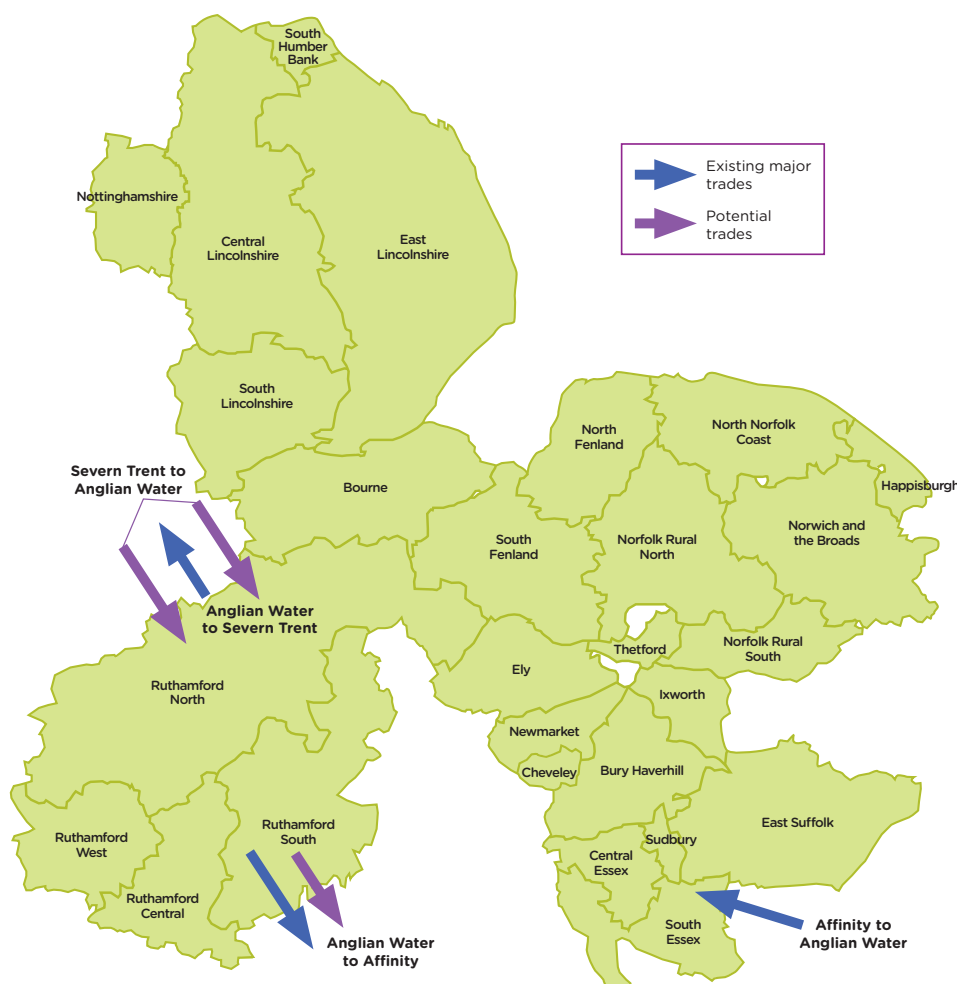 South
Humber
Bank
Nottinghamshire
Central
Lincolnshire
East
Lincolnshire
Existing major
trades
Potential
trades
South
Lincolnshire
North
Fenland
North Norfolk
Coast
Severn Trent to
Anglian Water
Bourne
Happisburgh
South
Fenland
Norfolk Rural
North
Norwich and
the Broads
Anglian Water
to Severn Trent
Thetford
Norfolk Rural
South
Ely
Ruthamford
North
Ixworth
Newmarket
Cheveley
Bury Haverhill
Ruthamford
West
Ruthamford
South
Sudbury
East Suffolk
Central
Essex
Ruthamford
Central
South
Essex
Affinity to
Anglian Water
Anglian Water
to Affinity